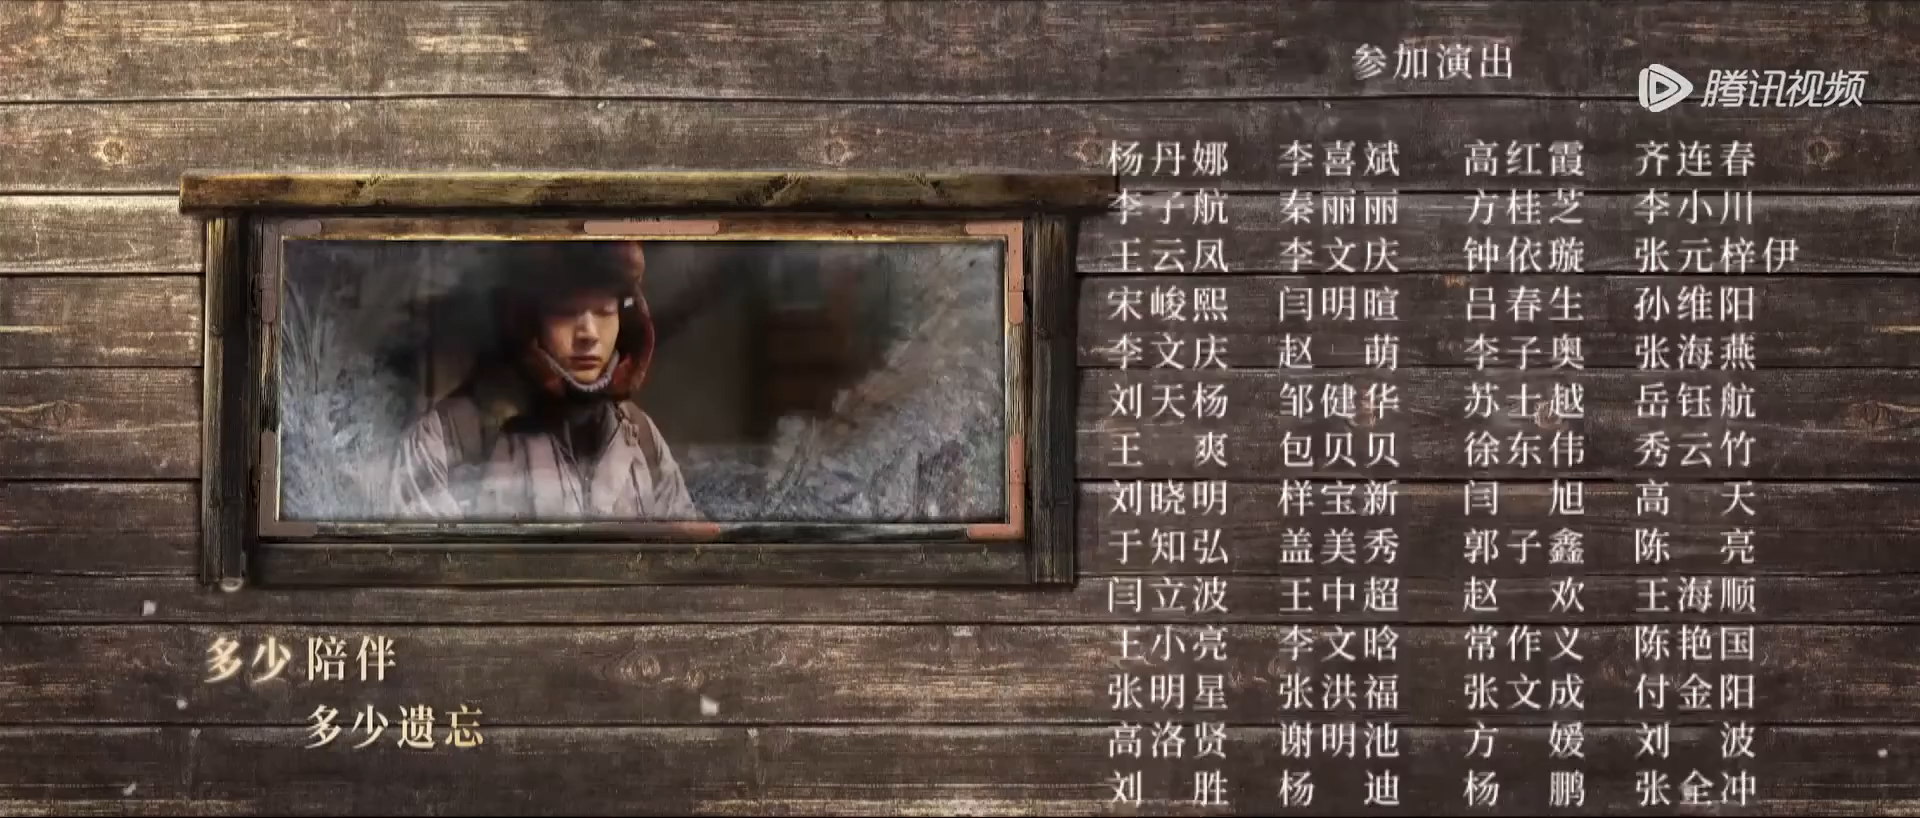 参加演出
腾讯视频
杨丹娜 李喜斌 高红霞 齐连春
李子航 秦丽丽 方桂芝 李小川
王云凤 李文庆 钟依璇 张元梓伊
宋峻熙 闫明暄 吕春生 孙维阳
李文庆 赵萌 李子奥 张海燕
刘天杨 邹健华 苏士越 岳钰航
王爽 包贝贝 徐东伟 秀云竹
刘晓明 样宝新 闫旭 高天
于知弘 盖美秀 郭子鑫 陈亮
闫立波 王中超 赵欢 王海顺
王小亮 李文晗 常作义 陈艳国
张明星 张洪福 张文成 付金阳
高洛贤 谢明池 方媛 刘波
刘胜 杨迪 杨鹏 张全冲
多少陪伴
多少遗忘